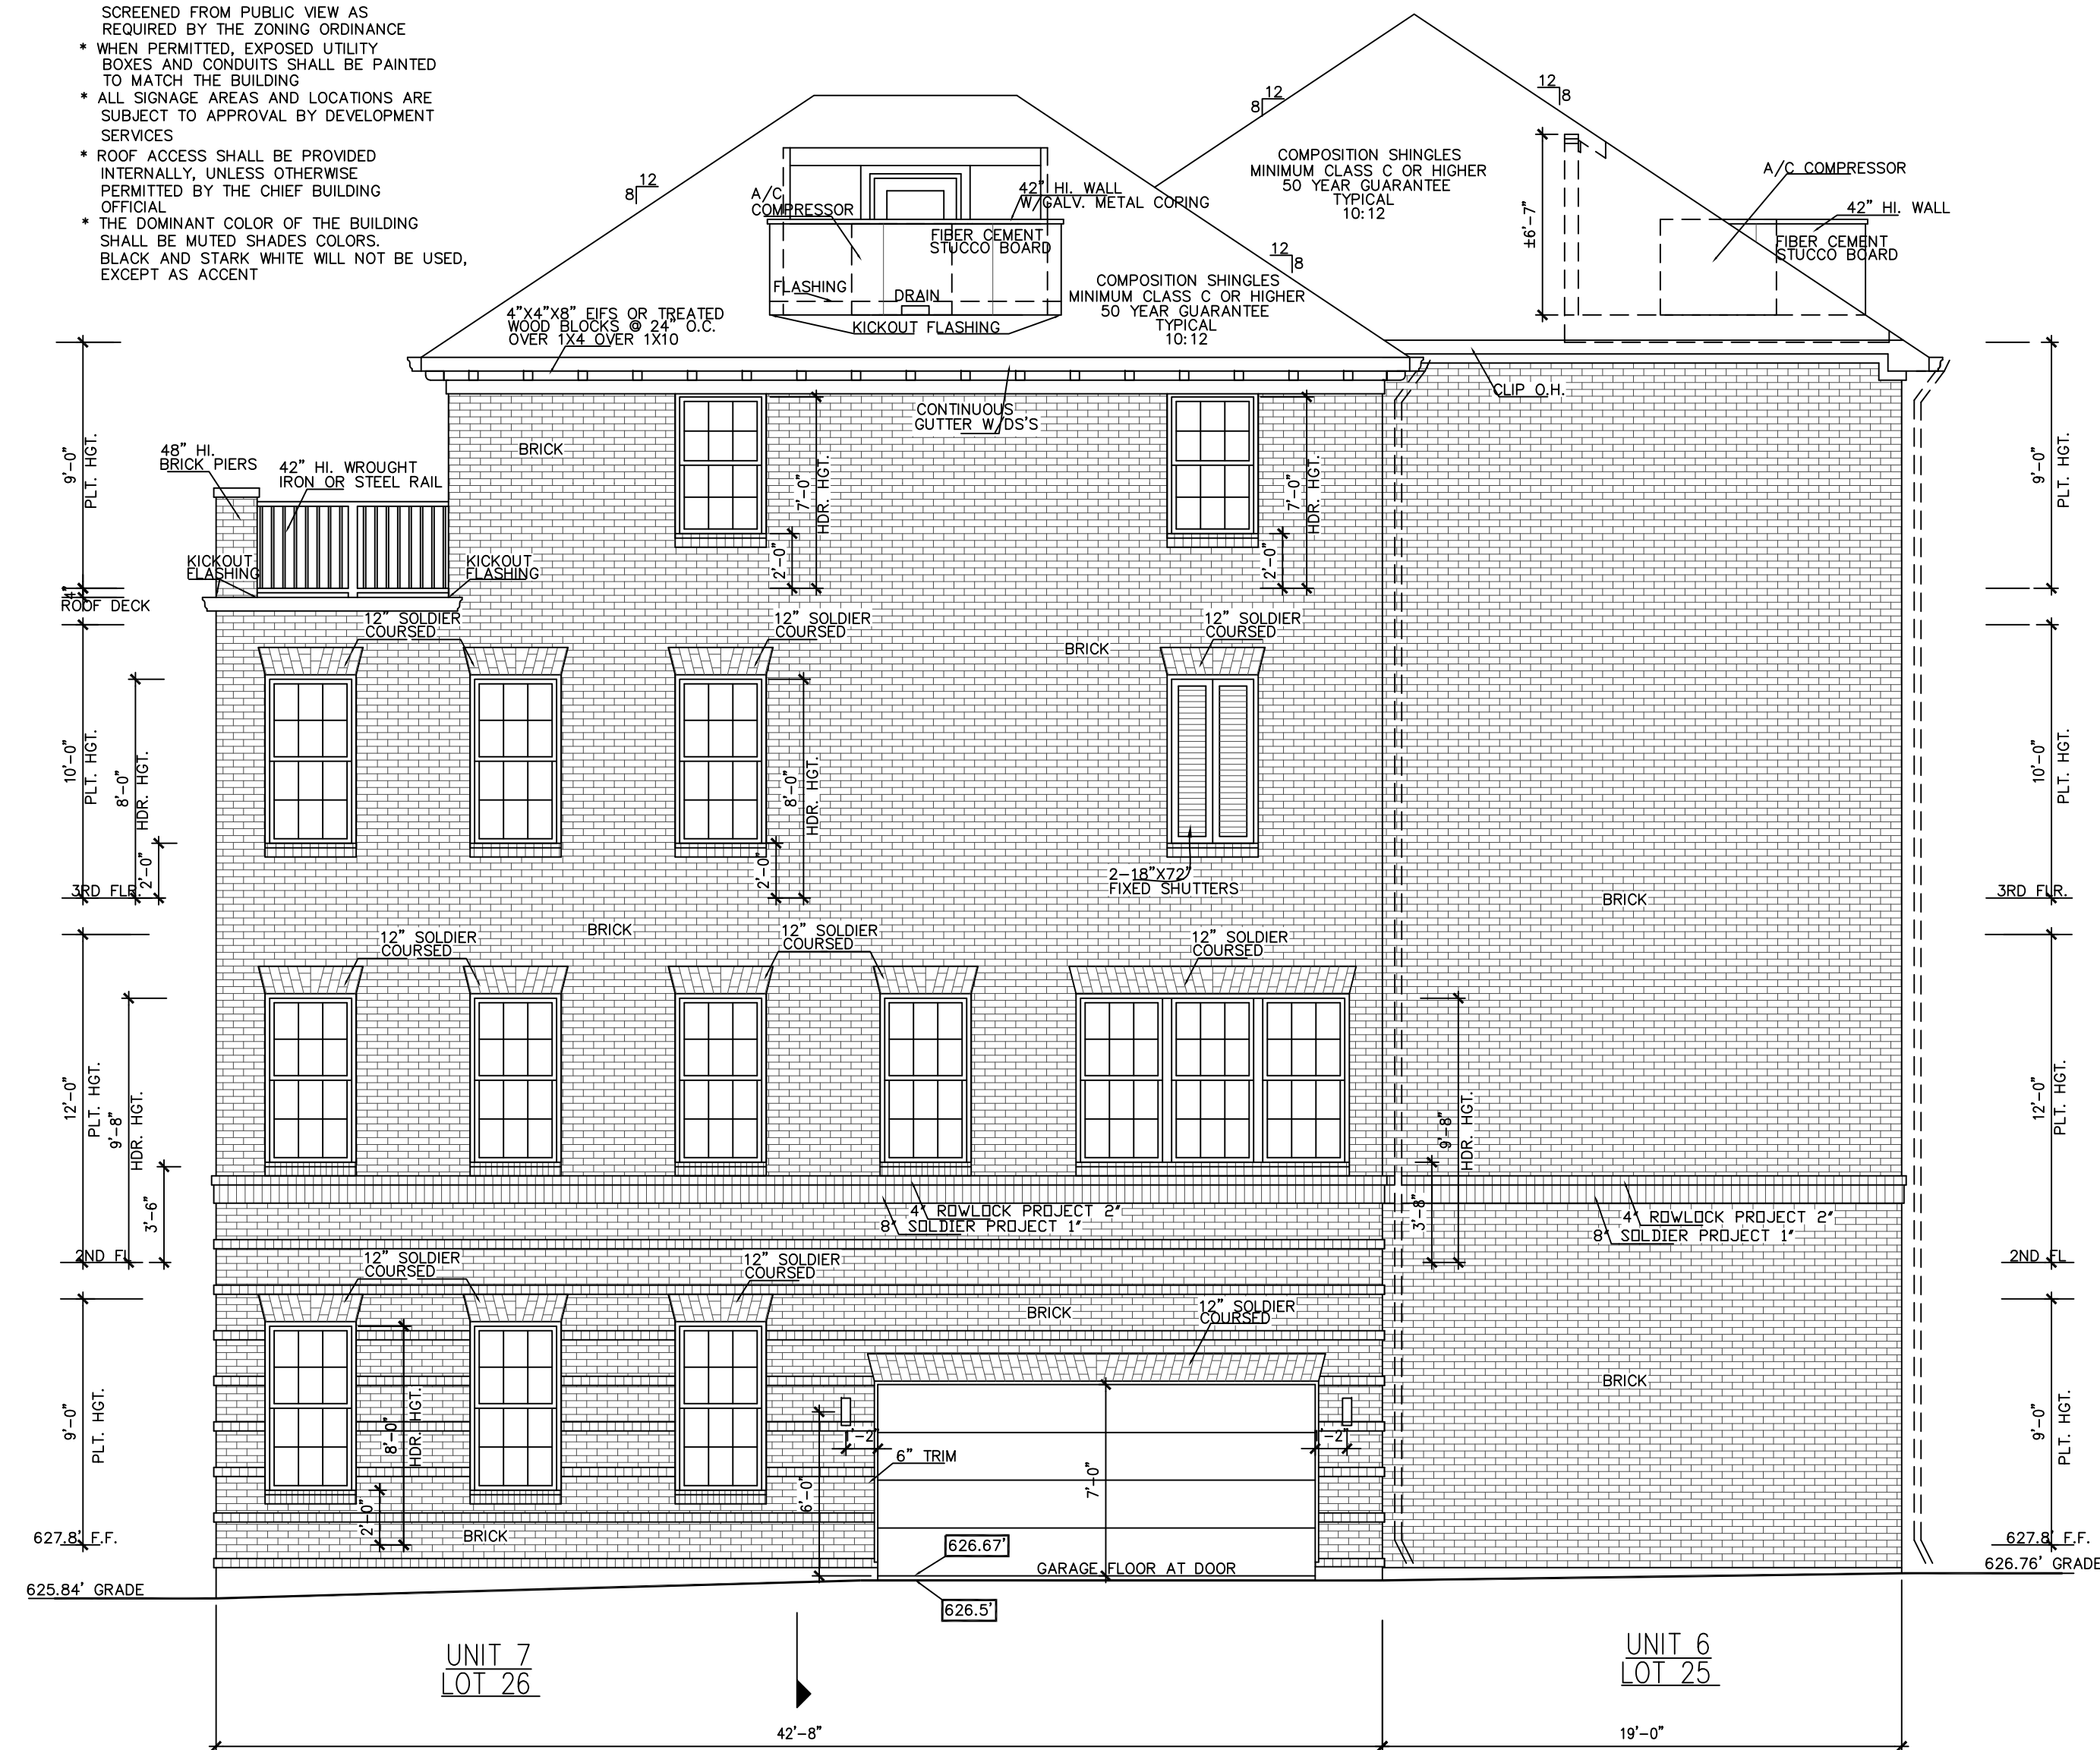 SCREENED FROM PUBLIC VIEW AS
REQUIRED BY THE ZONING ORDINANCE
* WHEN PERMITTED, EXPOSED UTILITY
BOXES AND CONDUITS SHALL BE PAINTED
TO MATCH THE BUILDING
* ALL SIGNAGE AREAS AND LOCATIONS ARE
SUBJECT TO APPROVAL BY DEVELOPMENT
SERVICES
* ROOF ACCESS SHALL BE PROVIDED
INTERNALLY, UNLESS OTHERWISE
PERMITTED BY THE CHIEF BUILDING
OFFICIAL
* THE DOMINANT COLOR OF THE BUILDING
SHALL BE MUTED SHADES COLORS.
BLACK AND STARK WHITE WILL NOT BE USED,
EXCEPT AS ACCENT
12
8
12
8
12
8
12
8
COMPOSITION SHINGLES
MINIMUM CLASS C OR HIGHER
50 YEAR GUARANTEE
TYPICAL
10:12
±6'-7"
A/C COMPRESSOR
42" HI. WALL
FIBER CEMENT
STUCCO BOARD
A/C
COMPRESSOR
42" HI. WALL
W/GALV. METAL COPING
FIBER CEMENT
STUCCO BOARD
FLASHING
DRAIN
KICKOUT FLASHING
COMPOSITION SHINGLES
MINIMUM CLASS C OR HIGHER
50 YEAR GUARANTEE
TYPICAL
10:12
4"X4"X8" EIFS OR TREATED
WOOD BLOCKS @ 24" O.C.
OVER 1X4 OVER 1X10
CLIP O.H.
CONTINUOUS
GUTTER W/DS'S
BRICK
48" HI.
BRICK PIERS
42" HI. WROUGHT
IRON OR STEEL RAIL
9'-0"
PLT. HGT.
7'-0"
HDR. HGT.
2'-0"
7'-0"
HDR. HGT.
2'-0"
9'-0"
PLT. HGT.
KICKOUT
FLASHING
KICKOUT
FLASHING
4"
ROOF DECK
12" SOLDIER
COURSED
12" SOLDIER
COURSED
12" SOLDIER
COURSED
BRICK
10'-0"
PLT. HGT.
8'-0"
HDR. HGT.
2'-0"
8'-0"
HDR. HGT.
2'-0"
10'-0"
PLT. HGT.
2-18"X72"
FIXED SHUTTERS
3RD FLR.
3RD FLR.
BRICK
BRICK
12" SOLDIER
COURSED
12" SOLDIER
COURSED
12" SOLDIER
COURSED
12'-0"
PLT. HGT.
9'-8"
HDR. HGT.
3'-6"
9'-8"
HDR. HGT.
3'-8"
12'-0"
PLT. HGT.
4" ROWLOCK PROJECT 2"
8" SOLDIER PROJECT 1"
4" ROWLOCK PROJECT 2"
8" SOLDIER PROJECT 1"
2ND FL
2ND FL
12" SOLDIER
COURSED
12" SOLDIER
COURSED
BRICK
12" SOLDIER
COURSED
BRICK
9'-0"
PLT. HGT.
8'-0"
HDR. HGT.
2'-0"
6'-0"
1'-2"
1'-2"
6" TRIM
7'-0"
9'-0"
PLT. HGT.
BRICK
627.8' F.F.
627.8' F.F.
626.67'
GARAGE FLOOR AT DOOR
626.76' GRADE
625.84' GRADE
626.5'
UNIT 7
LOT 26
UNIT 6
LOT 25
42'-8"
19'-0"